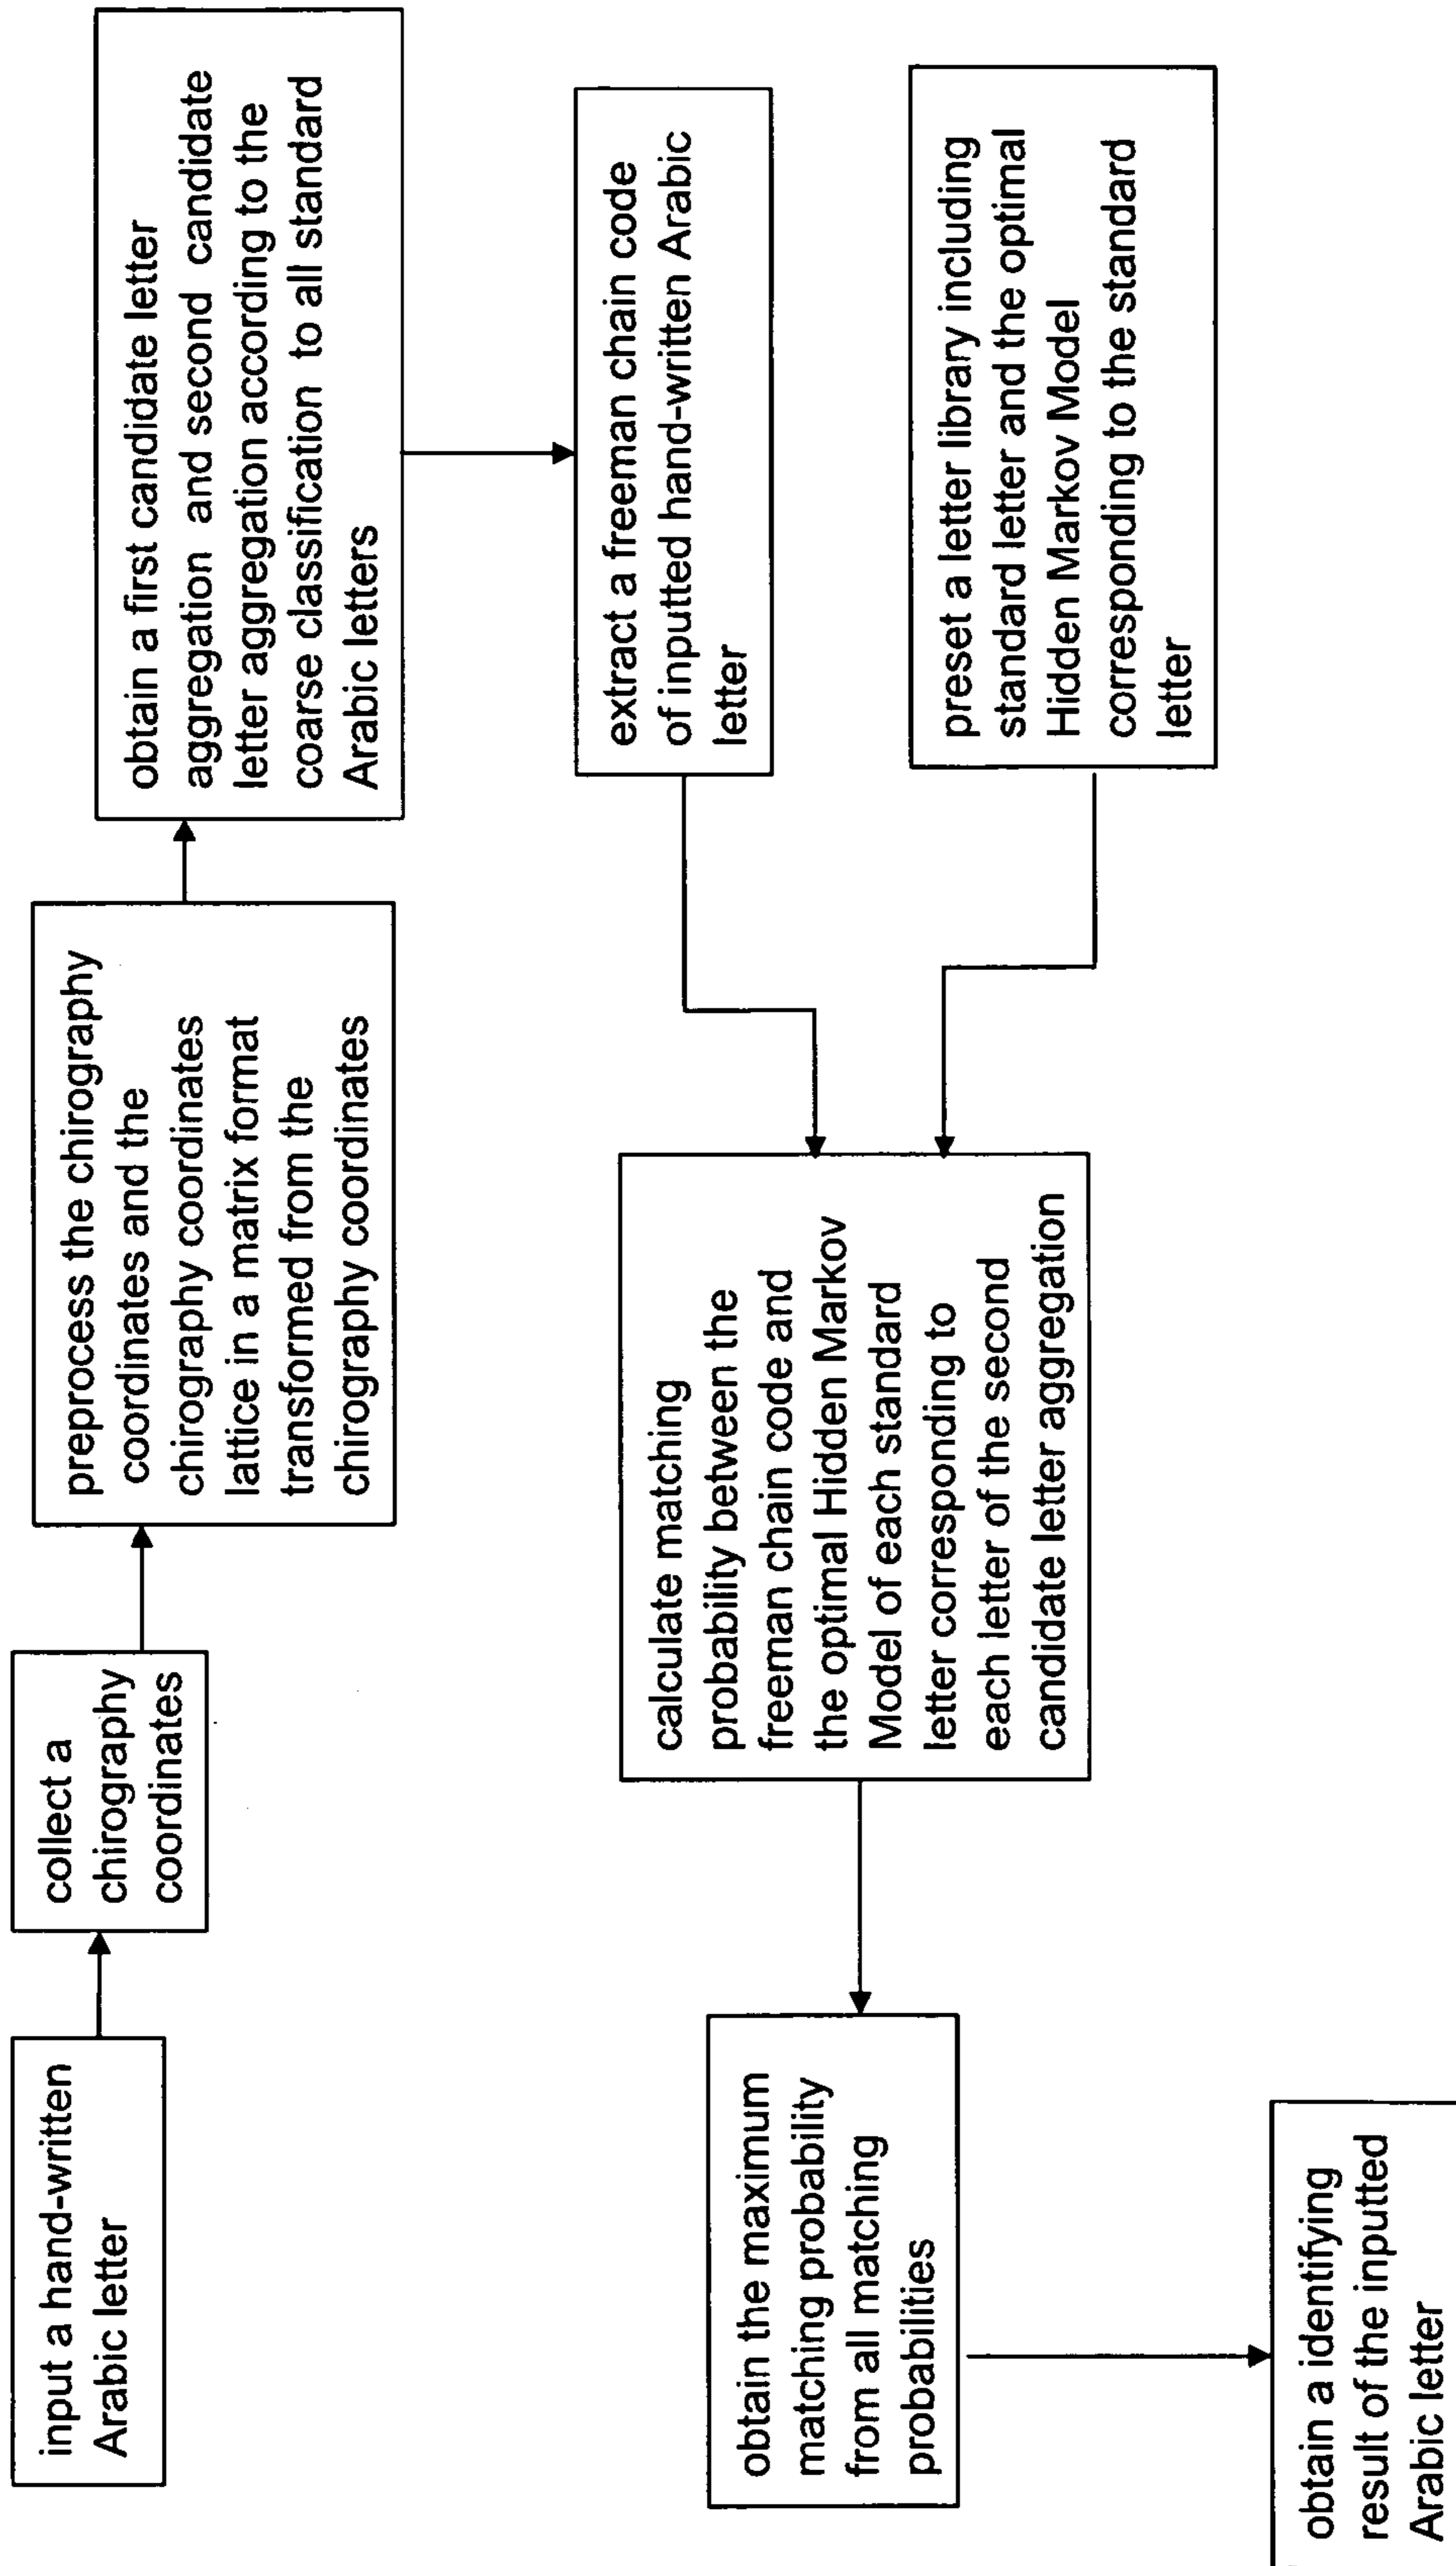 input a hand-written
Arabic letter
collect a
chirography
coordinates
preprocess the chirography
coordinates and the
chirography coordinates
lattice in a matrix format
transformed from the
chirography coordinates
obtain a first candidate letter
aggregation and second candidate
letter aggregation according to the
coarse classification to all standard
Arabic letters
extract a freeman chain code
of inputted hand-written Arabic
letter
preset a letter library including
standard letter and the optimal
Hidden Markov Model
corresponding to the standard
letter
calculate matching
probability between the
freeman chain code and
the optimal Hidden Markov
Model of each standard
letter corresponding to
each letter of the second
candidate letter aggregation
obtain the maximum
matching probability
from all matching
probabilities
obtain a identifying
result of the inputted
Arabic letter